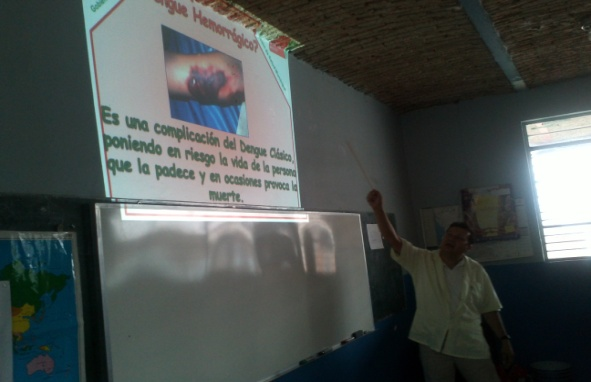 Dengue Hemorrágico?
Es una complicación del Dengue Clásico,
poniendo en riesgo la vida de la persona
que la padece y en ocasiones provoca la
muerte.